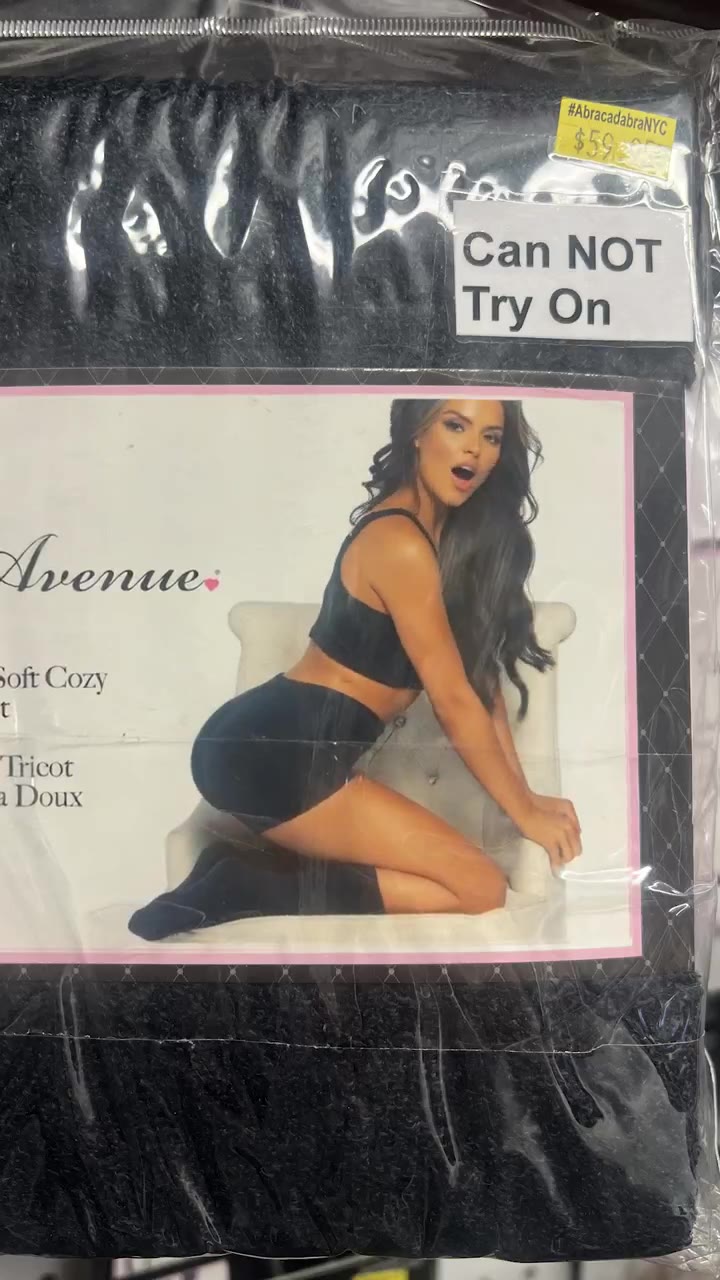 #AbracadabraNYC
Can NOT
Try On
Avenue
Soft Cozy
t
Tricot
a Doux